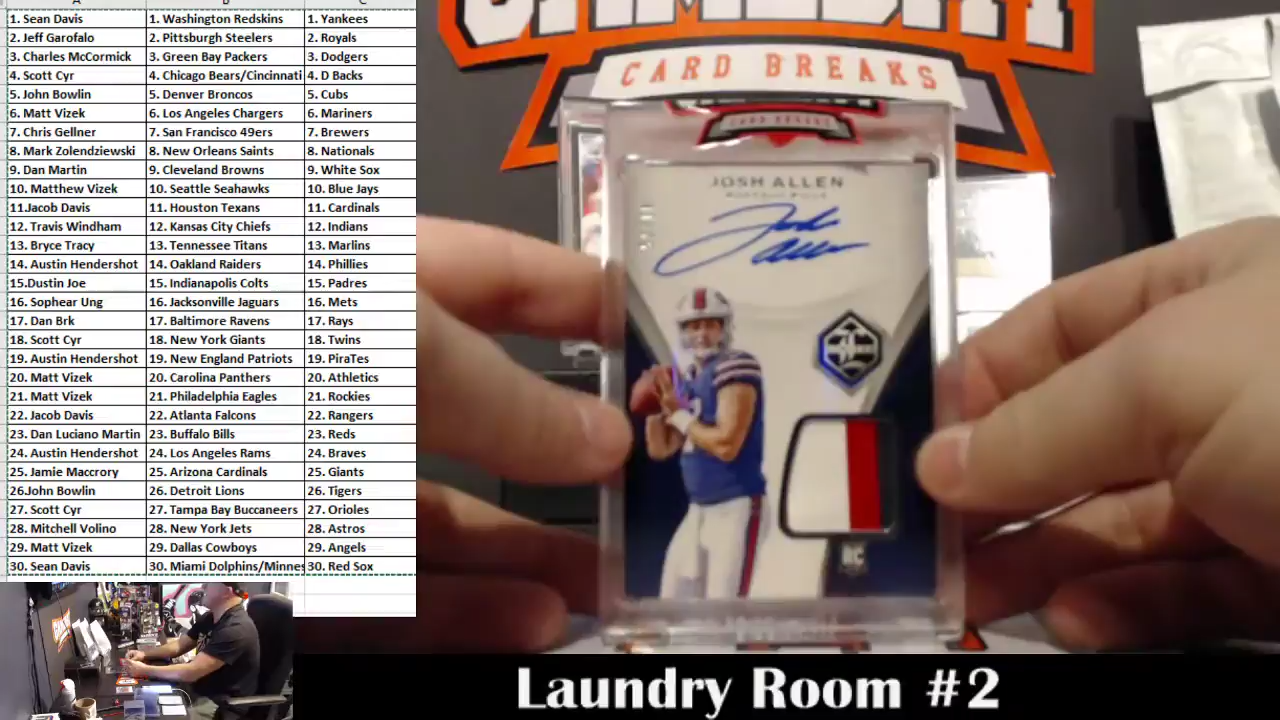 1. Sean Davis 1. Washington Redskins 1. Yankees
2. Jeff Garofalo 2. Pittsburgh Steelers 2. Royals
3. Charles McCormick 3. Green Bay Packers 3. Dodgers
4. Scott Cyr 4. Chicago Bears/Cincinnati 4. D Backs
5. John Bowlin 5. Denver Broncos 5. Cubs
6. Matt Vizek 6. Los Angeles Chargers 6. Mariners
7. Chris Gellner 7. San Francisco 49ers 7. Brewers
8. Mark Zolendziewski 8. New Orleans Saints 8. Nationals
9. Dan Martin 9. Cleveland Browns 9. White Sox
10. Matthew Vizek 10. Seattle Seahawks 10. Blue Jays
11.Jacob Davis 11. Houston Texans 11. Cardinals
12. Travis Windham 12. Kansas City Chiefs 12. Indians
13. Bryce Tracy 13. Tennessee Titans 13. Marlins
14. Austin Hendershot 14. Oakland Raiders 14. Phillies
15.Dustin Joe 15. Indianapolis Colts 15. Padres
16. Sophear Ung 16. Jacksonville Jaguars 16. Mets
17. Dan Brk 17. Baltimore Ravens 17. Rays
18. Scott Cyr 18. New York Giants 18. Twins
19. Austin Hendershot 19. New England Patriots 19. PiraTes
20. Matt Vizek 20. Carolina Panthers 20. Athletics
21. Matt Vizek 21. Philadelphia Eagles 21. Rockies
22. Jacob Davis 22. Atlanta Falcons 22. Rangers
23. Dan Luciano Martin 23. Buffalo Bills 23. Reds
24. Austin Hendershot 24. Los Angeles Rams 24. Braves
25. Jamie Maccrory 25. Arizona Cardinals 25. Giants
26.John Bowlin 26. Detroit Lions 26. Tigers
27. Scott Cyr 27. Tampa Bay Buccaneers 27. Orioles
28. Mitchell Volino 28. New York Jets 28. Astros
29. Matt Vizek 29. Dallas Cowboys 29. Angels
30. Sean Davis 30. Miami Dolphins/Minnes 30. Red Sox
GAMEDAY
CARD BREAKS
CARD BREAKS
JOSH ALLEN
BUFFALO BILLS
Josh Allen
RC
Laundry Room #2